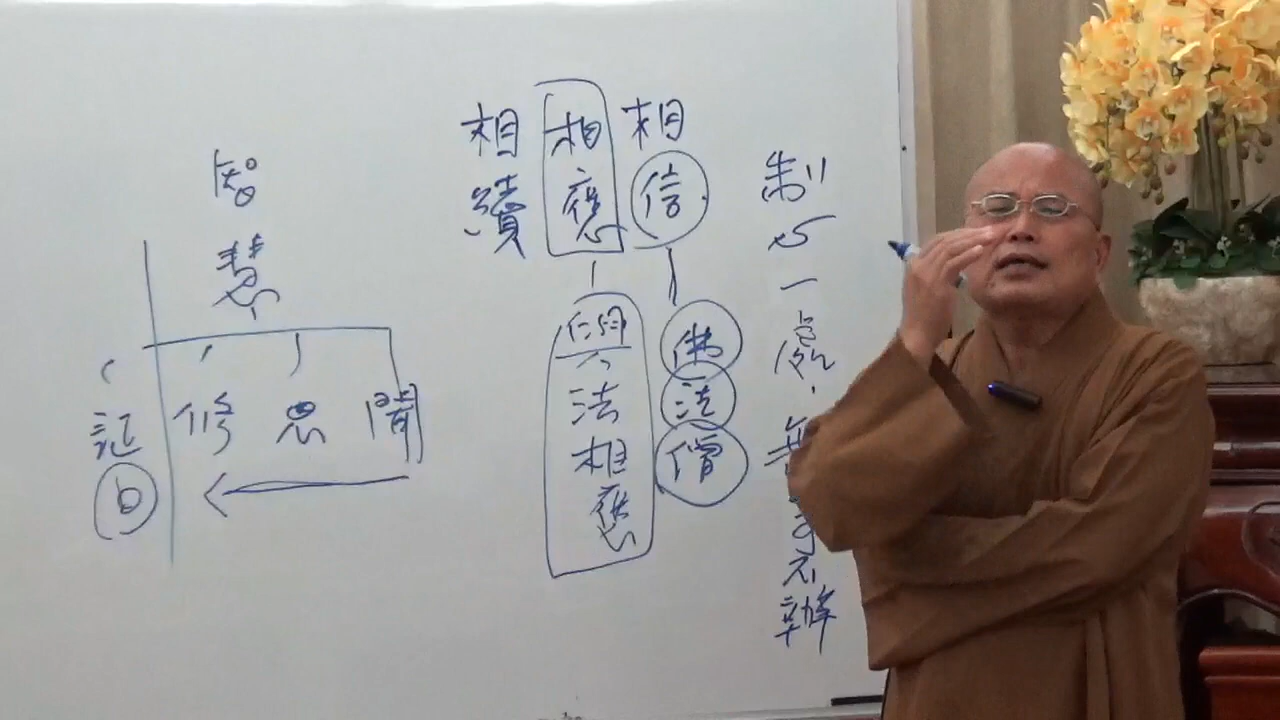 制心一處無事不辦
相信
佛
法
僧
相應
法相應
相續
智慧
聞
思
修
証